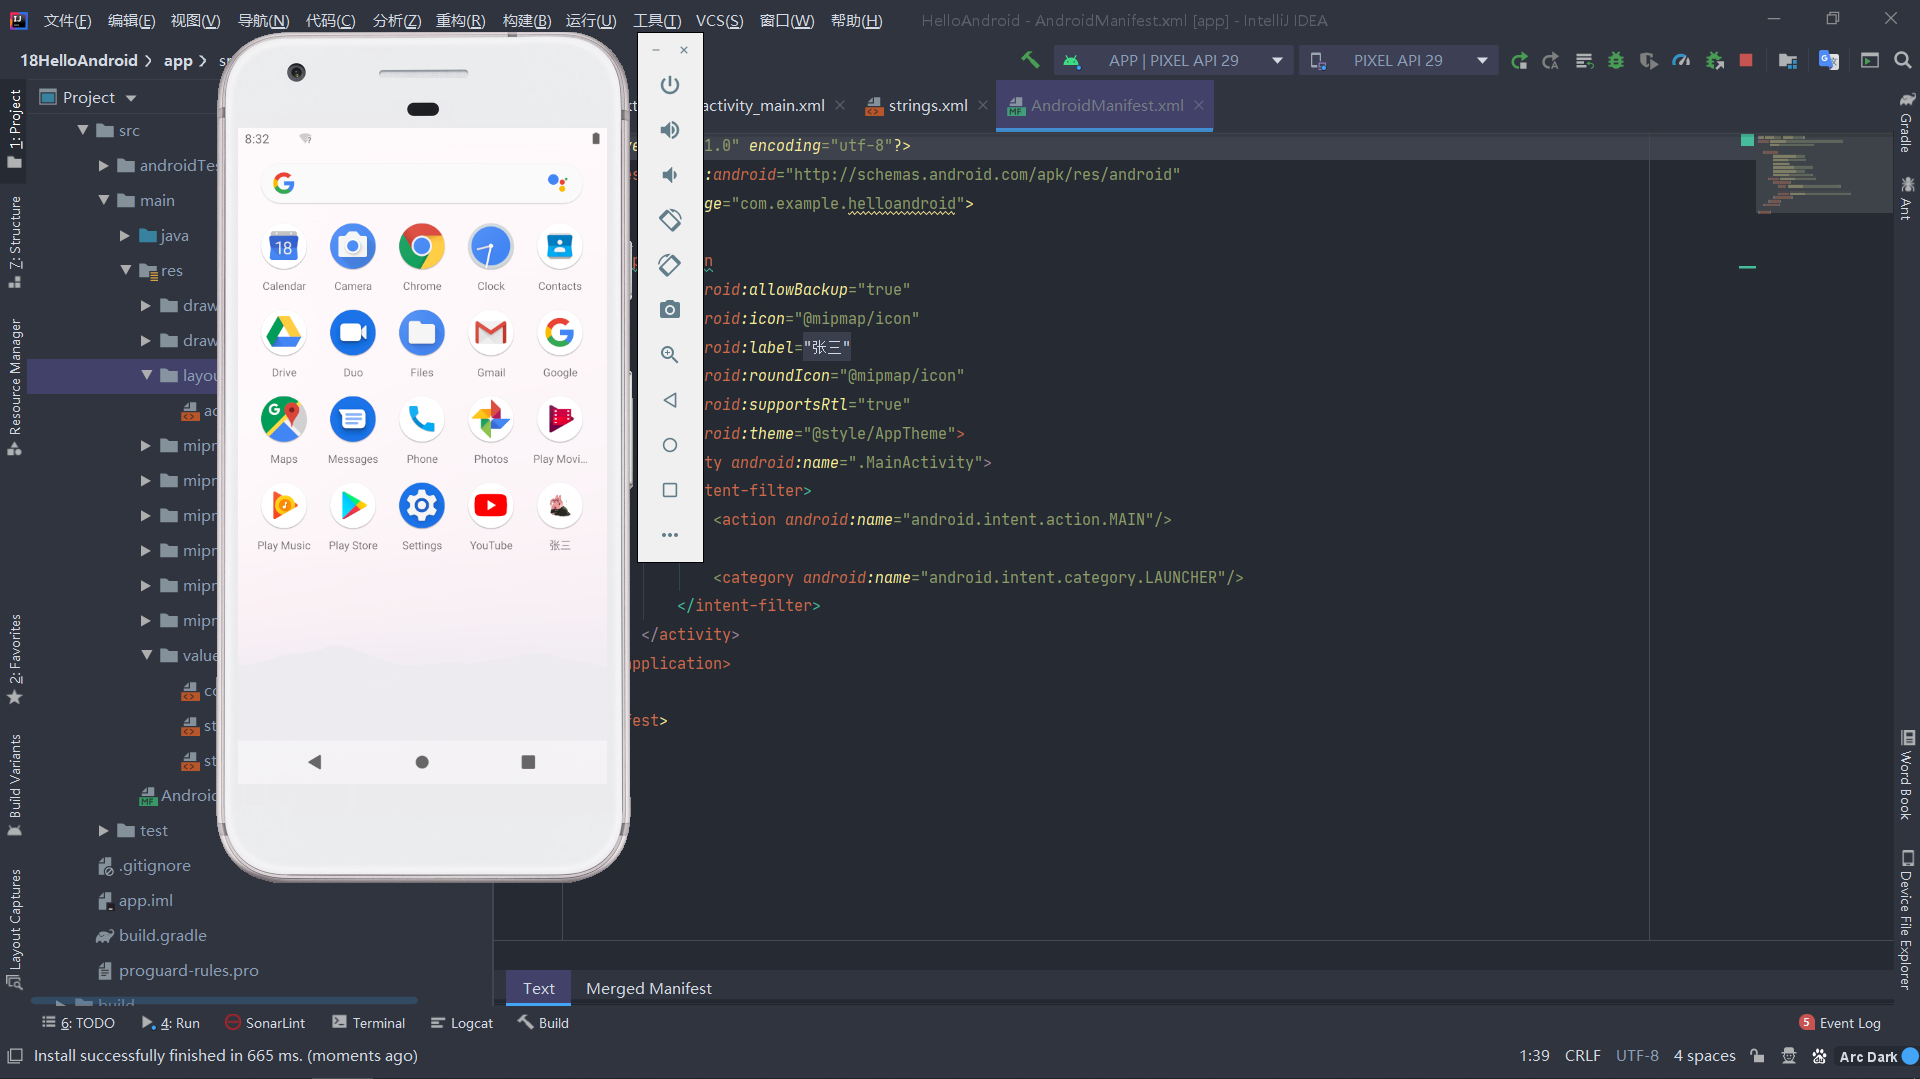 文件(F) 编辑(E) 视图(V) 导航(N) 代码(C) 分析(Z) 重构(R) 构建(B) 运行(U) 工具(T) VCS(S) 窗口(W) 帮助(H) HelloAndroid - AndroidManifest.xml [app] - IntelliJ IDEA
18HelloAndroid app
APP | PIXEL API 29 PIXEL API 29
Project
activity_main.xml strings.xml AndroidManifest.xml
src
androidTes
main
java
res
draw
draw
layou
ac
mipr
mipr
mipr
mipr
mipr
mipr
value
co
st
st
Android
test
.gitignore
app.iml
build.gradle
proguard-rules.pro
build
1: Project
7: Structure
Resource Manager
2: Favorites
Build Variants
Layout Captures
8:32
18
Calendar Camera Chrome Clock Contacts
Drive Duo Files Gmail Google
Maps Messages Phone Photos Play Movi...
Play Music Play Store Settings YouTube 张三
1.0" encoding="utf-8"?>
:android="http://schemas.android.com/apk/res/android"
ge="com.example.helloandroid">
n
roid:allowBackup="true"
roid:icon="@mipmap/icon"
roid:label="张三"
roid:roundIcon="@mipmap/icon"
roid:supportsRtl="true"
roid:theme="@style/AppTheme">
ty android:name=".MainActivity">
tent-filter>
<action android:name="android.intent.action.MAIN"/>
<category android:name="android.intent.category.LAUNCHER"/>
</intent-filter>
</activity>
pplication>
fest>
Gradle
Ant
Word Book
Device File Explorer
Text Merged Manifest
6: TODO 4: Run SonarLint Terminal Logcat Build 5 Event Log
Install successfully finished in 665 ms. (moments ago) 1:39 CRLF UTF-8 4 spaces Arc Dark